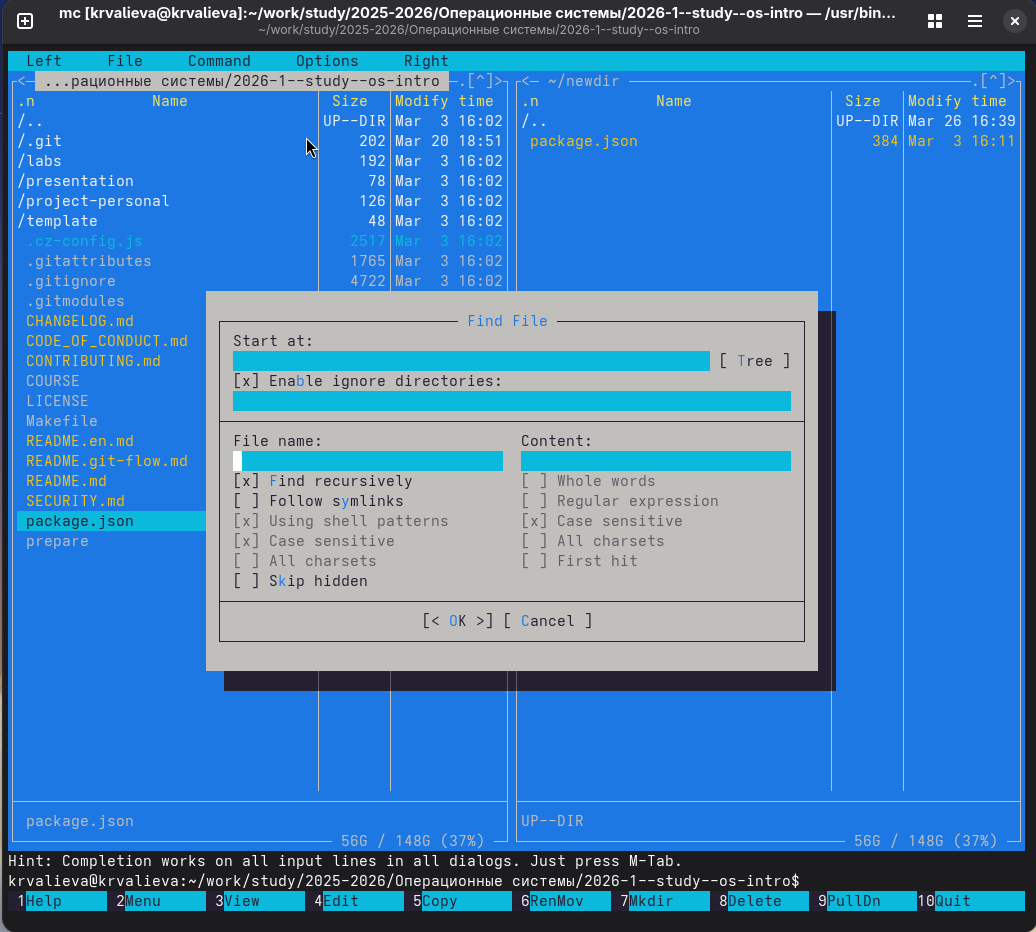 mc [krvalieva@krvalieva]:~/work/study/2025-2026/Операционные системы/2026-1--study--os-intro — /usr/bin...
~/work/study/2025-2026/Операционные системы/2026-1--study--os-intro
Left File Command Options Right
<— ...рационные системы/2026-1--study--os-intro —.[^]> <— ~/newdir —.[^]>
.n Name Size Modify time .n Name Size Modify time
/.. UP--DIR Mar 3 16:02 /.. UP--DIR Mar 26 16:39
/.git 202 Mar 20 18:51 package.json 384 Mar 3 16:11
/labs 192 Mar 3 16:02
/presentation 78 Mar 3 16:02
/project-personal 126 Mar 3 16:02
/template 48 Mar 3 16:02
.cz-config.js 2517 Mar 3 16:02
.gitattributes 1765 Mar 3 16:02
.gitignore 4722 Mar 3 16:02
.gitmodules
CHANGELOG.md Find File
CODE_OF_CONDUCT.md Start at:
CONTRIBUTING.md [ Tree ]
COURSE [x] Enable ignore directories:
LICENSE
Makefile
README.en.md File name: Content:
README.git-flow.md
README.md [x] Find recursively [ ] Whole words
SECURITY.md [ ] Follow symlinks [ ] Regular expression
package.json [x] Using shell patterns [x] Case sensitive
prepare [x] Case sensitive [ ] All charsets
[ ] All charsets [ ] First hit
[ ] Skip hidden
[< OK >] [ Cancel ]
package.json UP--DIR
56G / 148G (37%) 56G / 148G (37%)
Hint: Completion works on all input lines in all dialogs. Just press M-Tab.
krvalieva@krvalieva:~/work/study/2025-2026/Операционные системы/2026-1--study--os-intro$
1Help 2Menu 3View 4Edit 5Copy 6RenMov 7Mkdir 8Delete 9PullDn 10Quit